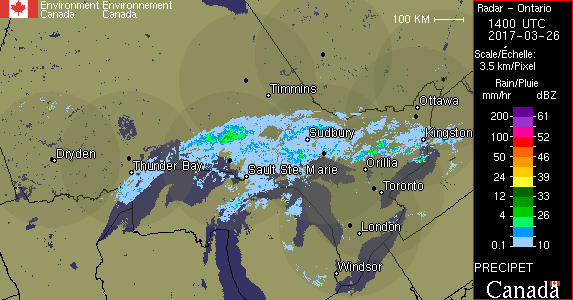 Environment Environnement
Canada Canada
100 KM
Radar - Ontario
1400 UTC
2017-03-26
Scale/Échelle:
3.5 km/Pixel
Rain/Pluie
mm/hr dBZ
200 61
100 52
50 46
24 39
12 33
4 26
0.1 10
PRECIPET
Canada
Timmins
Ottawa
Sudbury
Kingston
Dryden
Thunder Bay
Sault Ste. Marie
Orillia
Toronto
London
Windsor